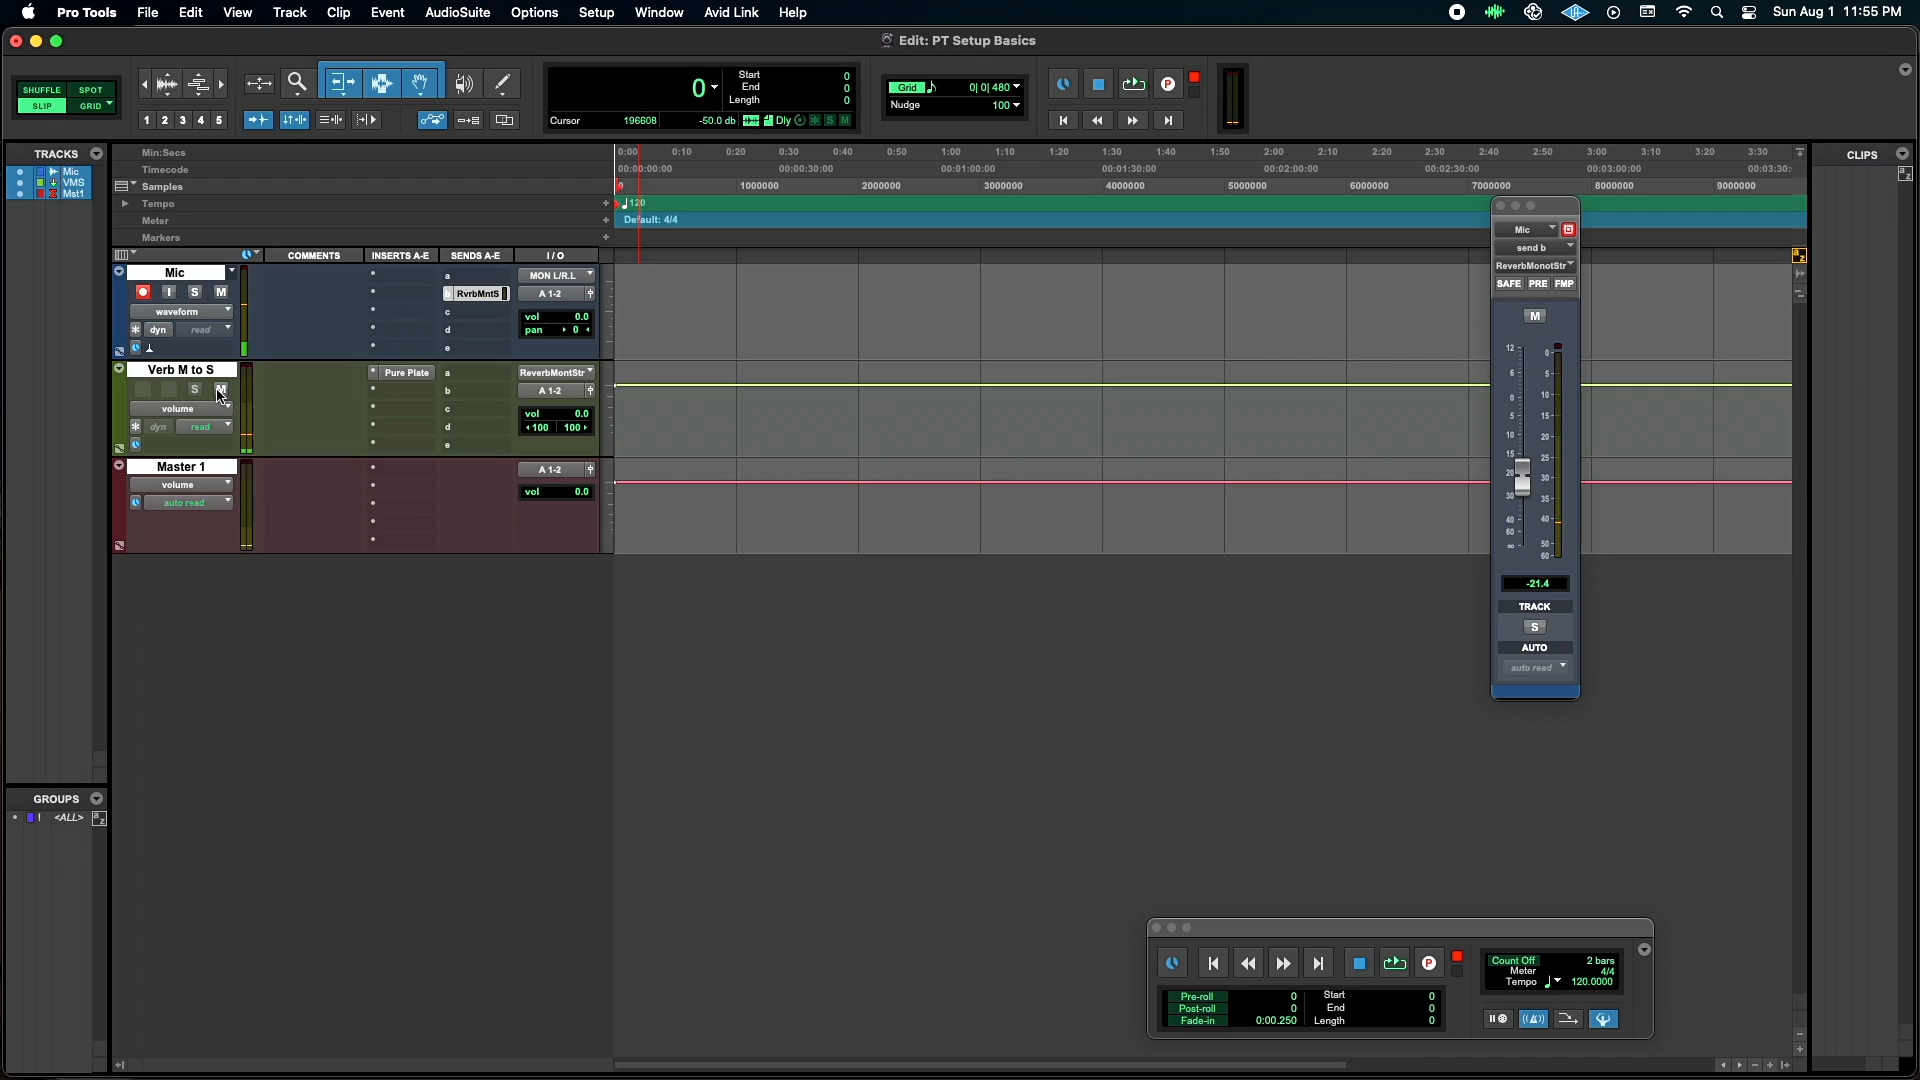 Pro Tools File Edit View Track Clip Event AudioSuite Options Setup Window Avid Link Help Sun Aug 1 11:55 PM
Edit: PT Setup Basics
SHUFFLE SPOT
SLIP GRID
1 2 3 4 5
0
Start 0
End 0
Length 0
Cursor 196608 -50.0 db Dly S M
Grid 0| 0| 480
Nudge 100
P
TRACKS
Mic
VMS
Mst1
Min:Secs 0:00 0:10 0:20 0:30 0:40 0:50 1:00 1:10 1:20 1:30 1:40 1:50 2:00 2:10 2:20 2:30 2:40 2:50 3:00 3:10 3:20 3:30
Timecode 00:00:00:00 00:00:30:00 00:01:00:00 00:01:30:00 00:02:00:00 00:02:30:00 00:03:00:00 00:03:30:
Samples 0 1000000 2000000 3000000 4000000 5000000 6000000 7000000 8000000 9000000
Tempo 120
Meter Default: 4/4
Markers
COMMENTS INSERTS A-E SENDS A-E I / O
Mic
I S M
waveform
dyn read
a
b RvrbMntS
c
d
e
MON L/R.L
A 1-2
vol 0.0
pan 0
Verb M to S
S M
volume
dyn read
Pure Plate
a
b
c
d
e
ReverbMontStr
A 1-2
vol 0.0
100 100
Master 1
volume
auto read
A 1-2
vol 0.0
Mic
send b
ReverbMonotStr
SAFE PRE FMP
M
12
6
0
5
10
15
20
30
40
60
∞
0
5
10
15
20
25
30
35
40
50
60
-21.4
TRACK
S
AUTO
auto read
CLIPS
a z
GROUPS
! <ALL> a z
P
Pre-roll 0
Post-roll 0
Fade-in 0:00.250
Start 0
End 0
Length 0
Count Off 2 bars
Meter 4/4
Tempo 120.0000